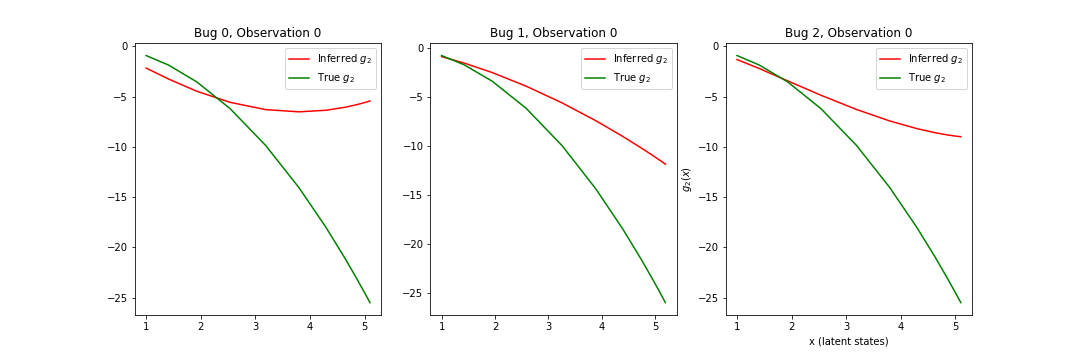 Bug 0, Observation 0
Inferred g₂
True g₂
0
−5
−10
−15
−20
−25
1 2 3 4 5
Bug 1, Observation 0
Inferred g₂
True g₂
0
−5
−10
−15
−20
−25
1 2 3 4 5
Bug 2, Observation 0
Inferred g₂
True g₂
g₂(x)
0
−5
−10
−15
−20
−25
1 2 3 4 5
x (latent states)